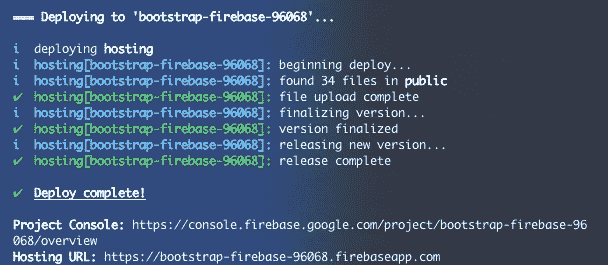 === Deploying to 'bootstrap-firebase-96068'...
i deploying hosting
i hosting[bootstrap-firebase-96068]: beginning deploy...
i hosting[bootstrap-firebase-96068]: found 34 files in public
✔ hosting[bootstrap-firebase-96068]: file upload complete
i hosting[bootstrap-firebase-96068]: finalizing version...
✔ hosting[bootstrap-firebase-96068]: version finalized
i hosting[bootstrap-firebase-96068]: releasing new version...
✔ hosting[bootstrap-firebase-96068]: release complete
✔ Deploy complete!
Project Console: https://console.firebase.google.com/project/bootstrap-firebase-96
068/overview
Hosting URL: https://bootstrap-firebase-96068.firebaseapp.com